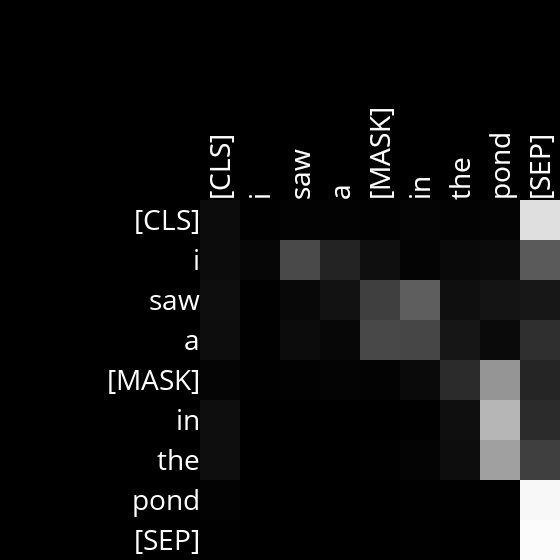 [CLS] i saw a [MASK] in the pond [SEP]
[CLS]
i
saw
a
[MASK]
in
the
pond
[SEP]